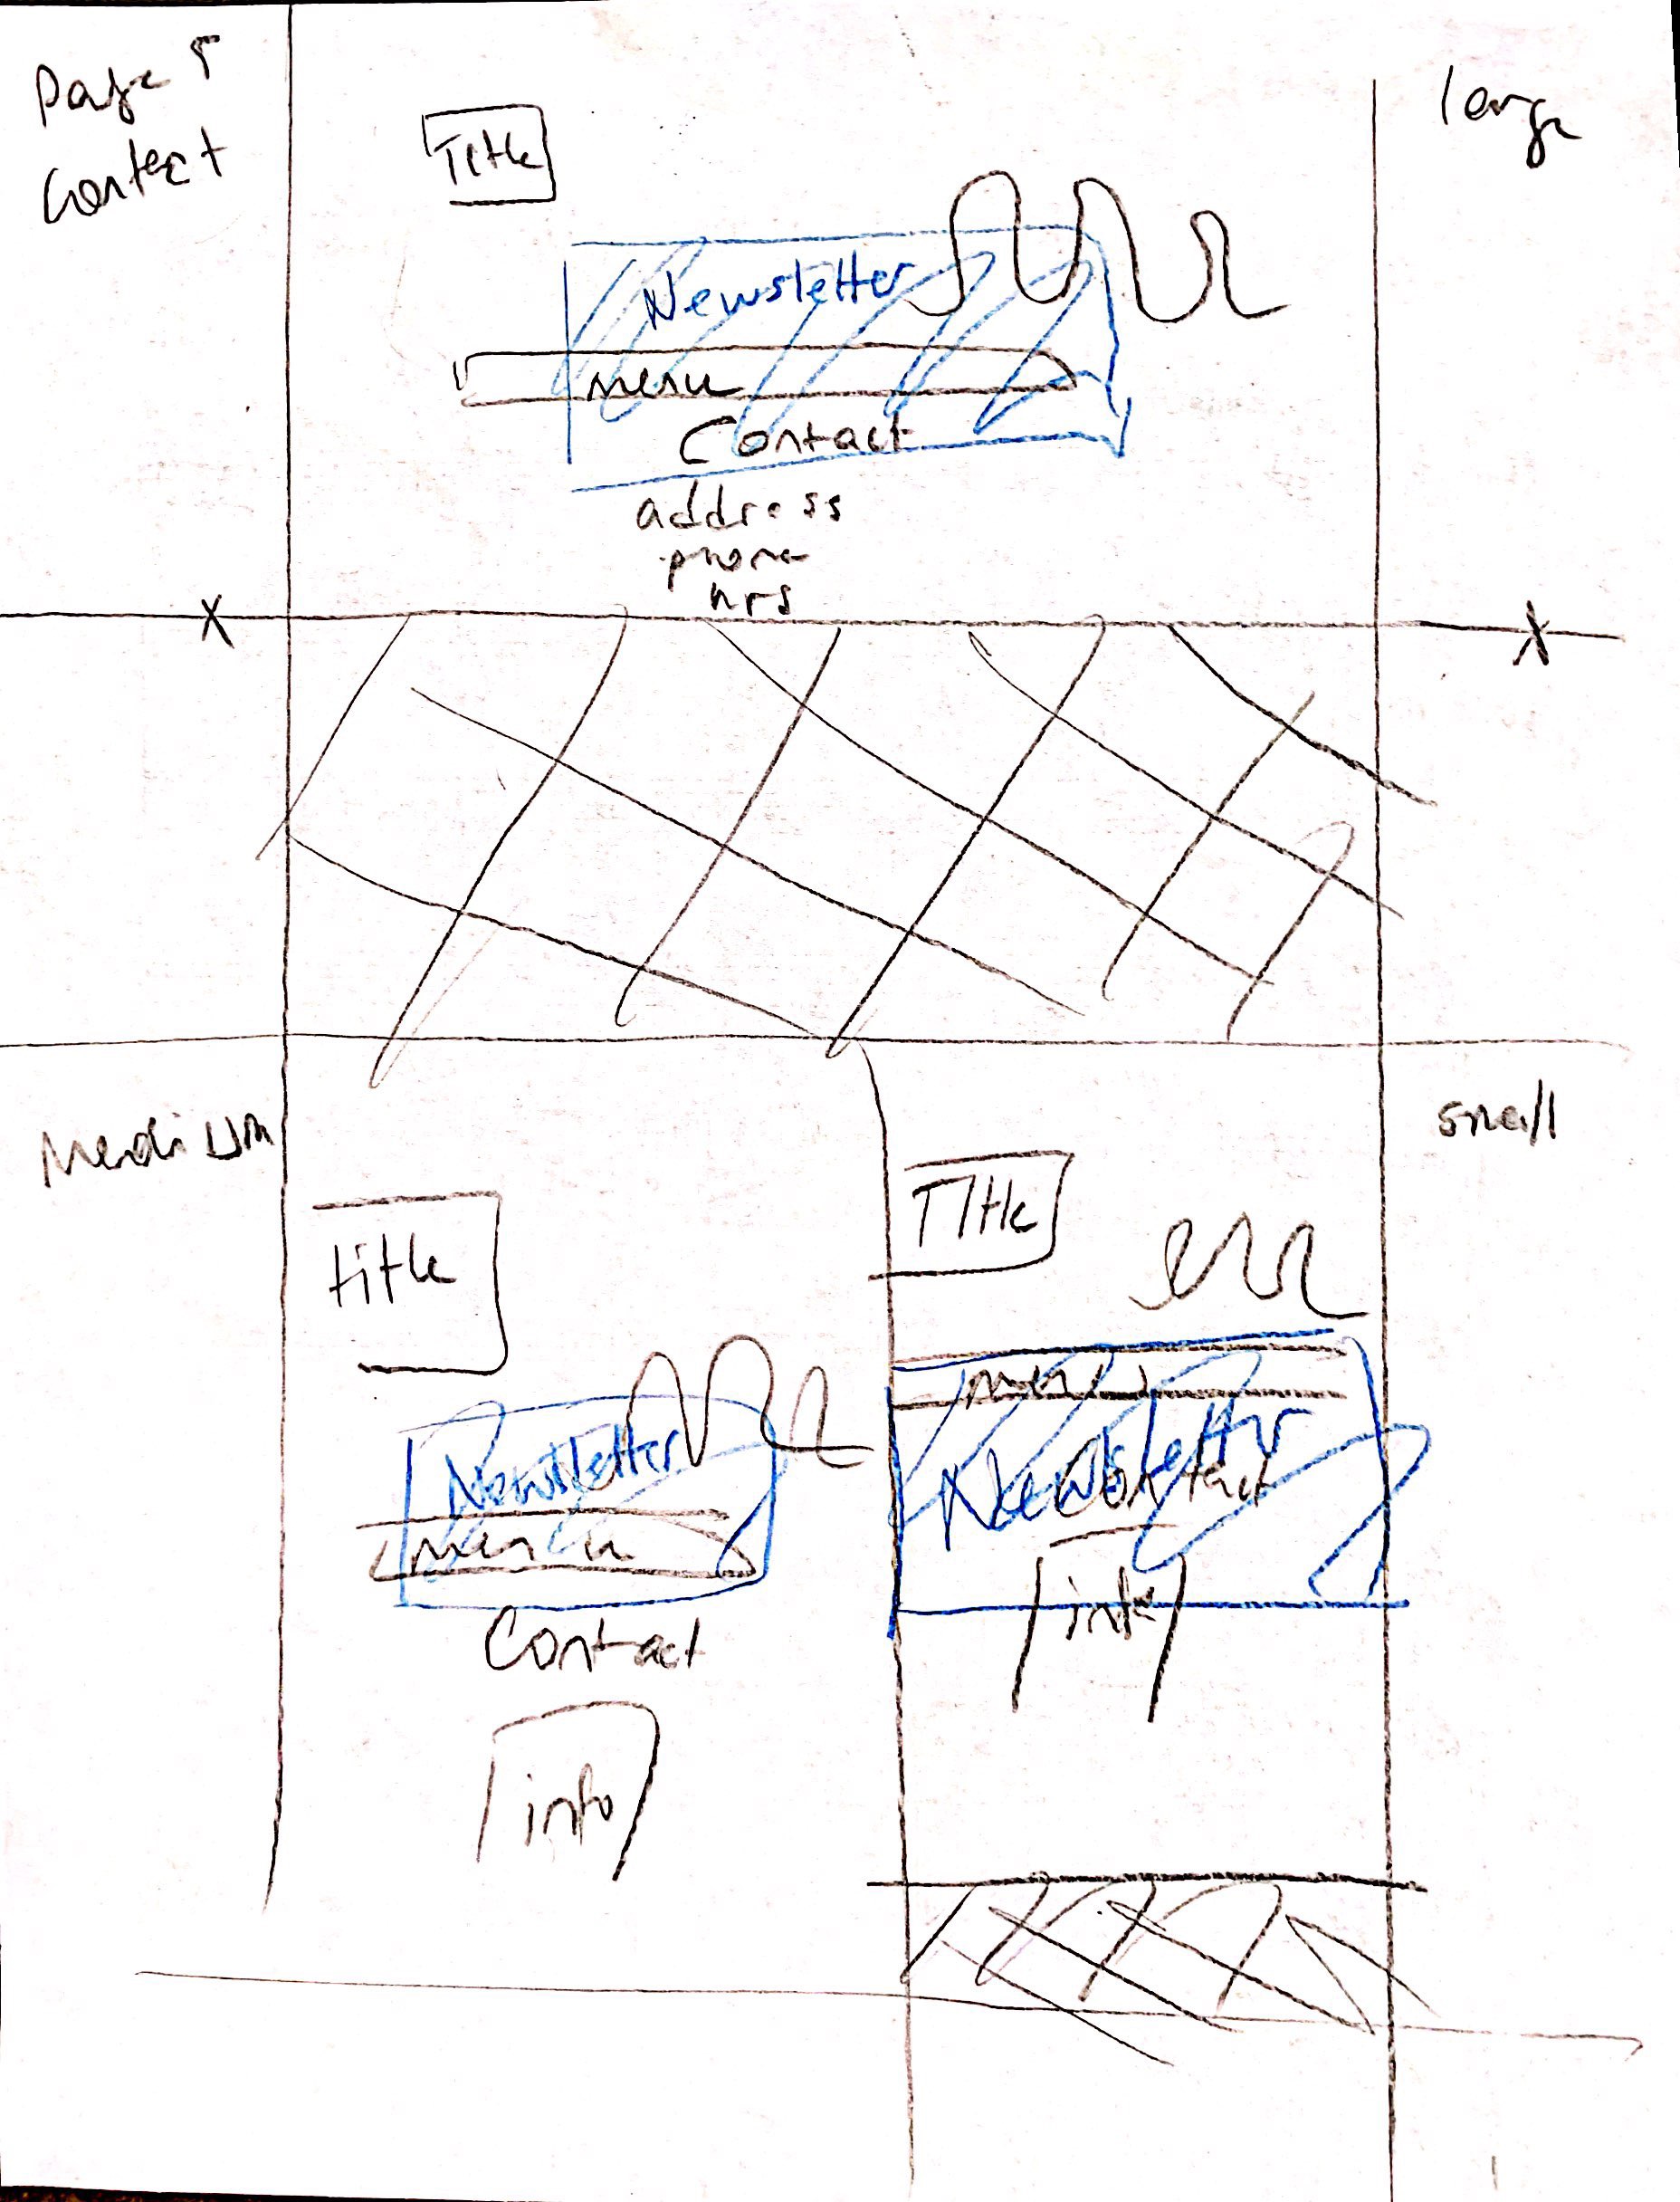 Page 5
Contact
large
Title
Newsletter
menu
Contact
address
phone
hrs
X
X
Medium
small
title
Newsletter
menu
Contact
info
Title
menu
Newsletter
Contact
info